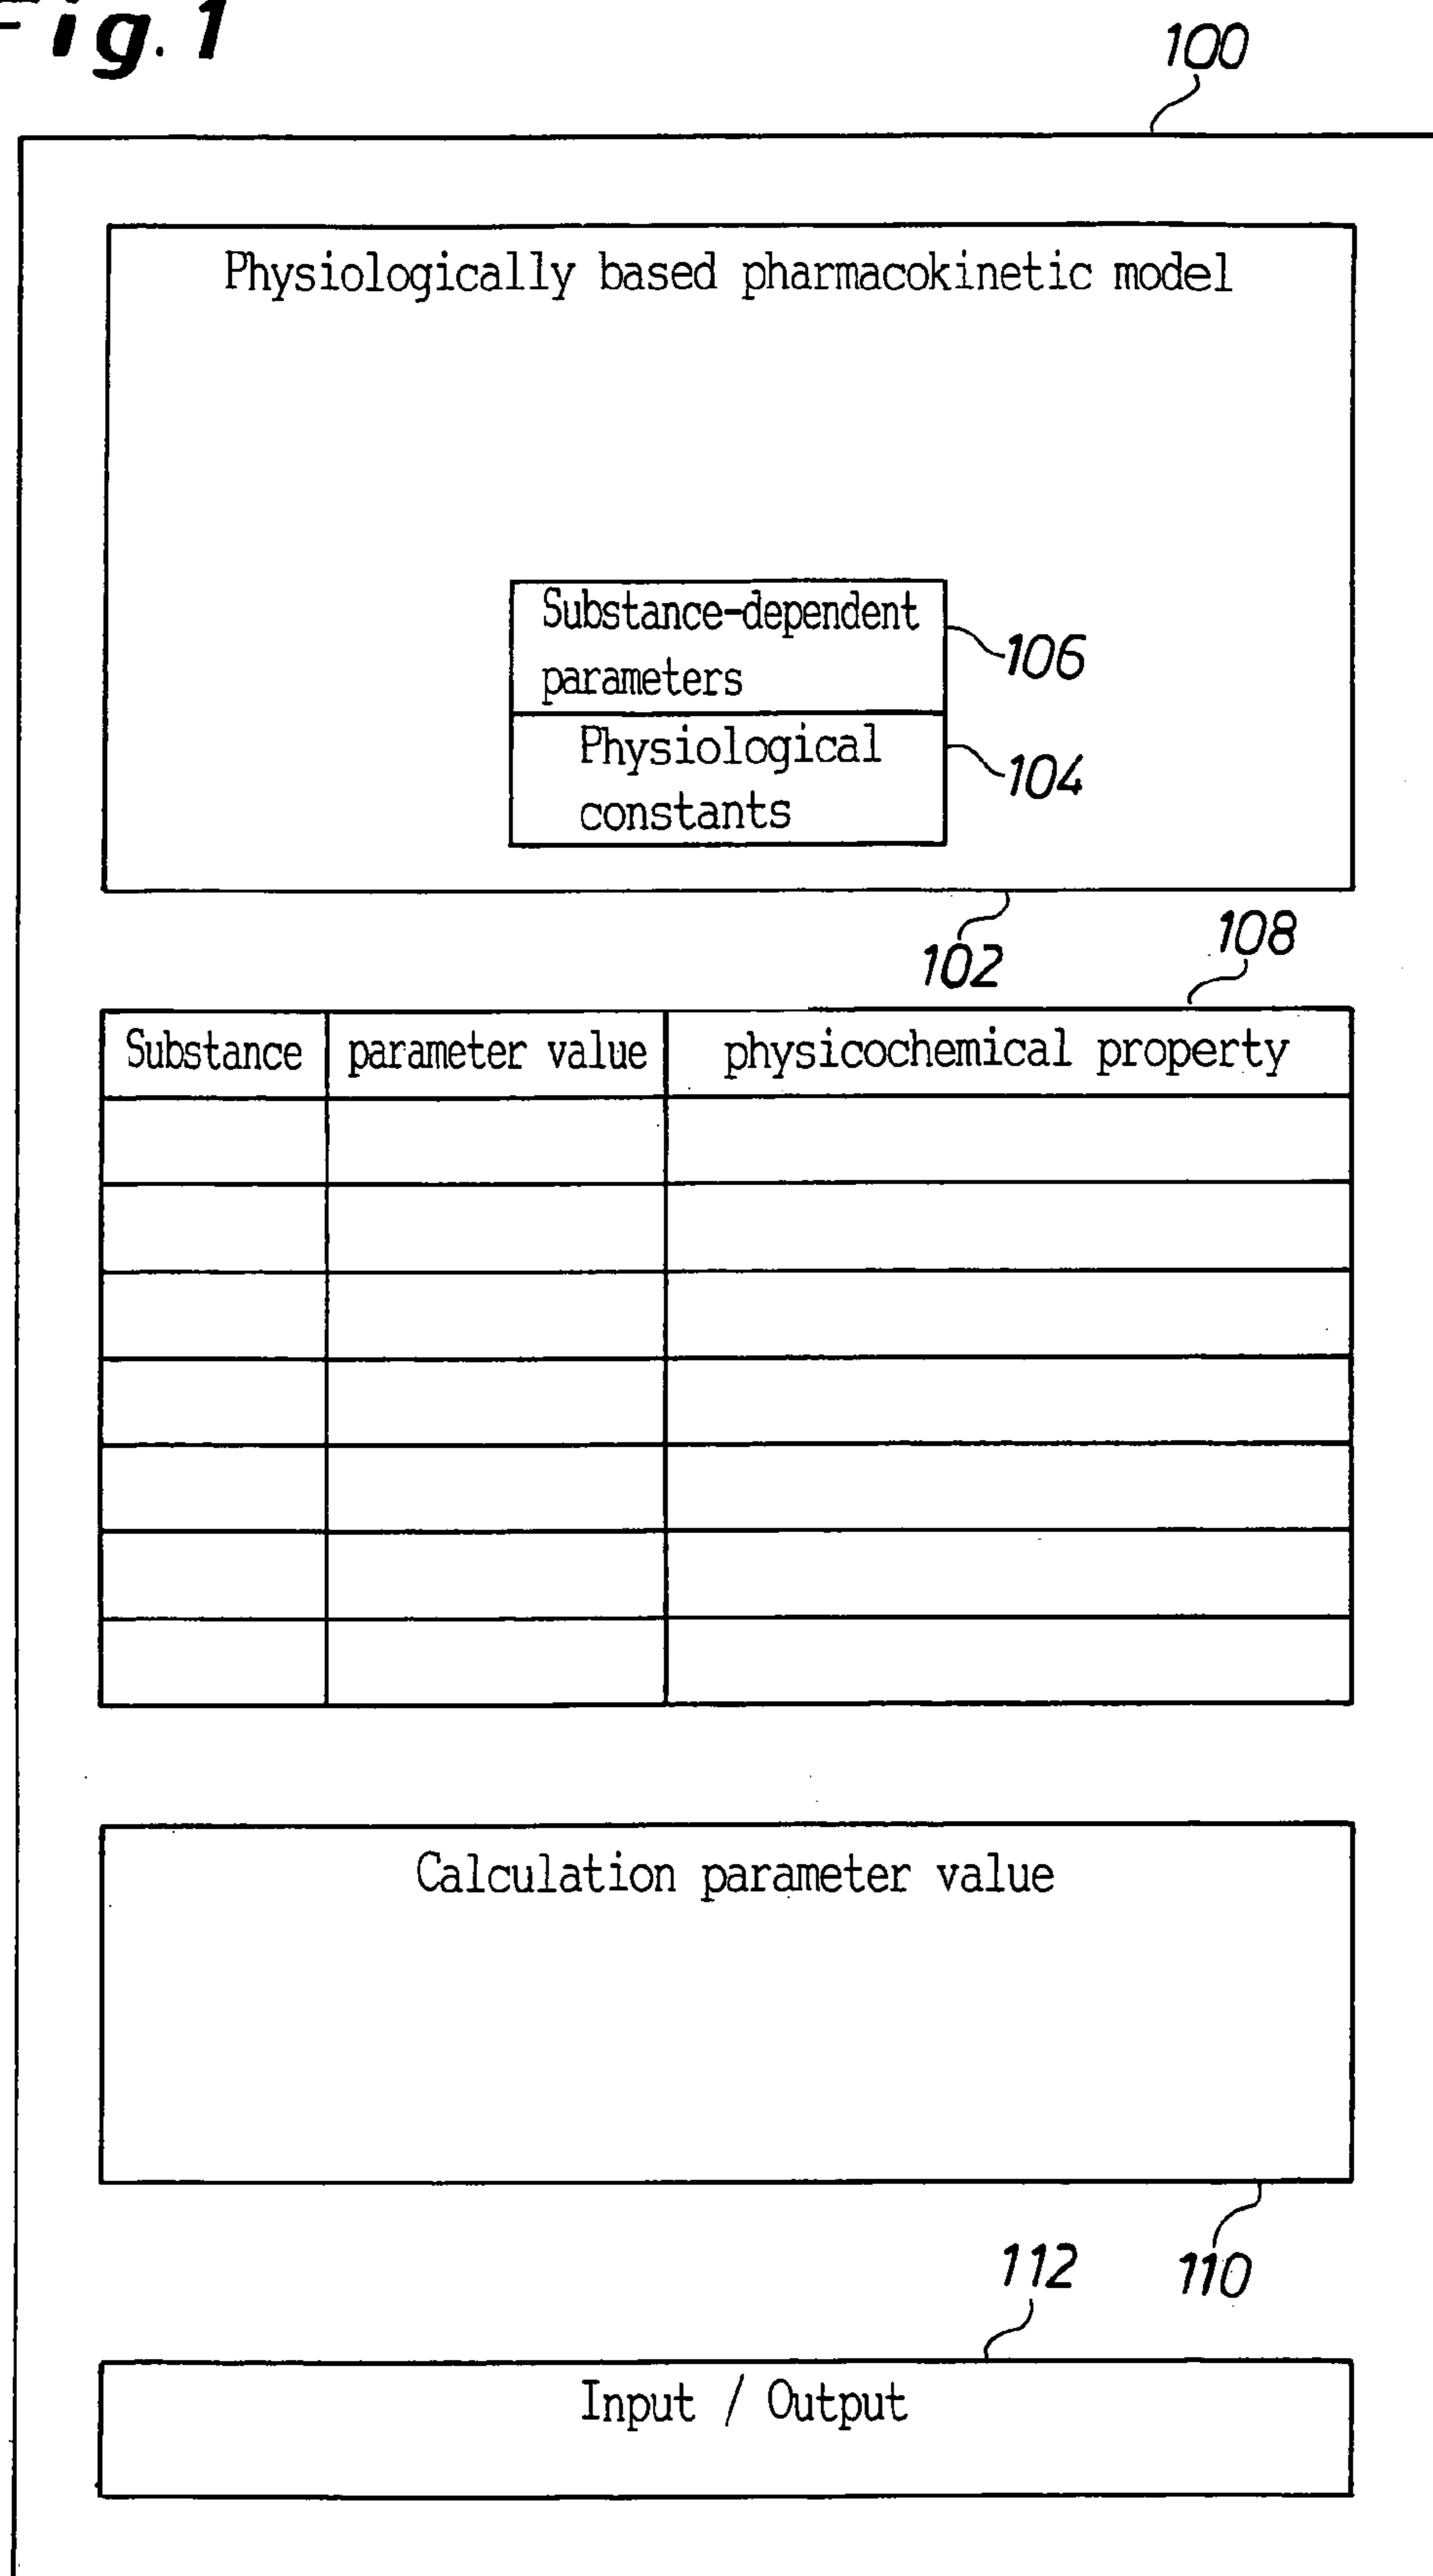 Fig. 1
100
Physiologically based pharmacokinetic model
Substance-dependent
parameters
106
Physiological
constants
104
102
108
Substance parameter value physicochemical property
Calculation parameter value
110
112
Input / Output